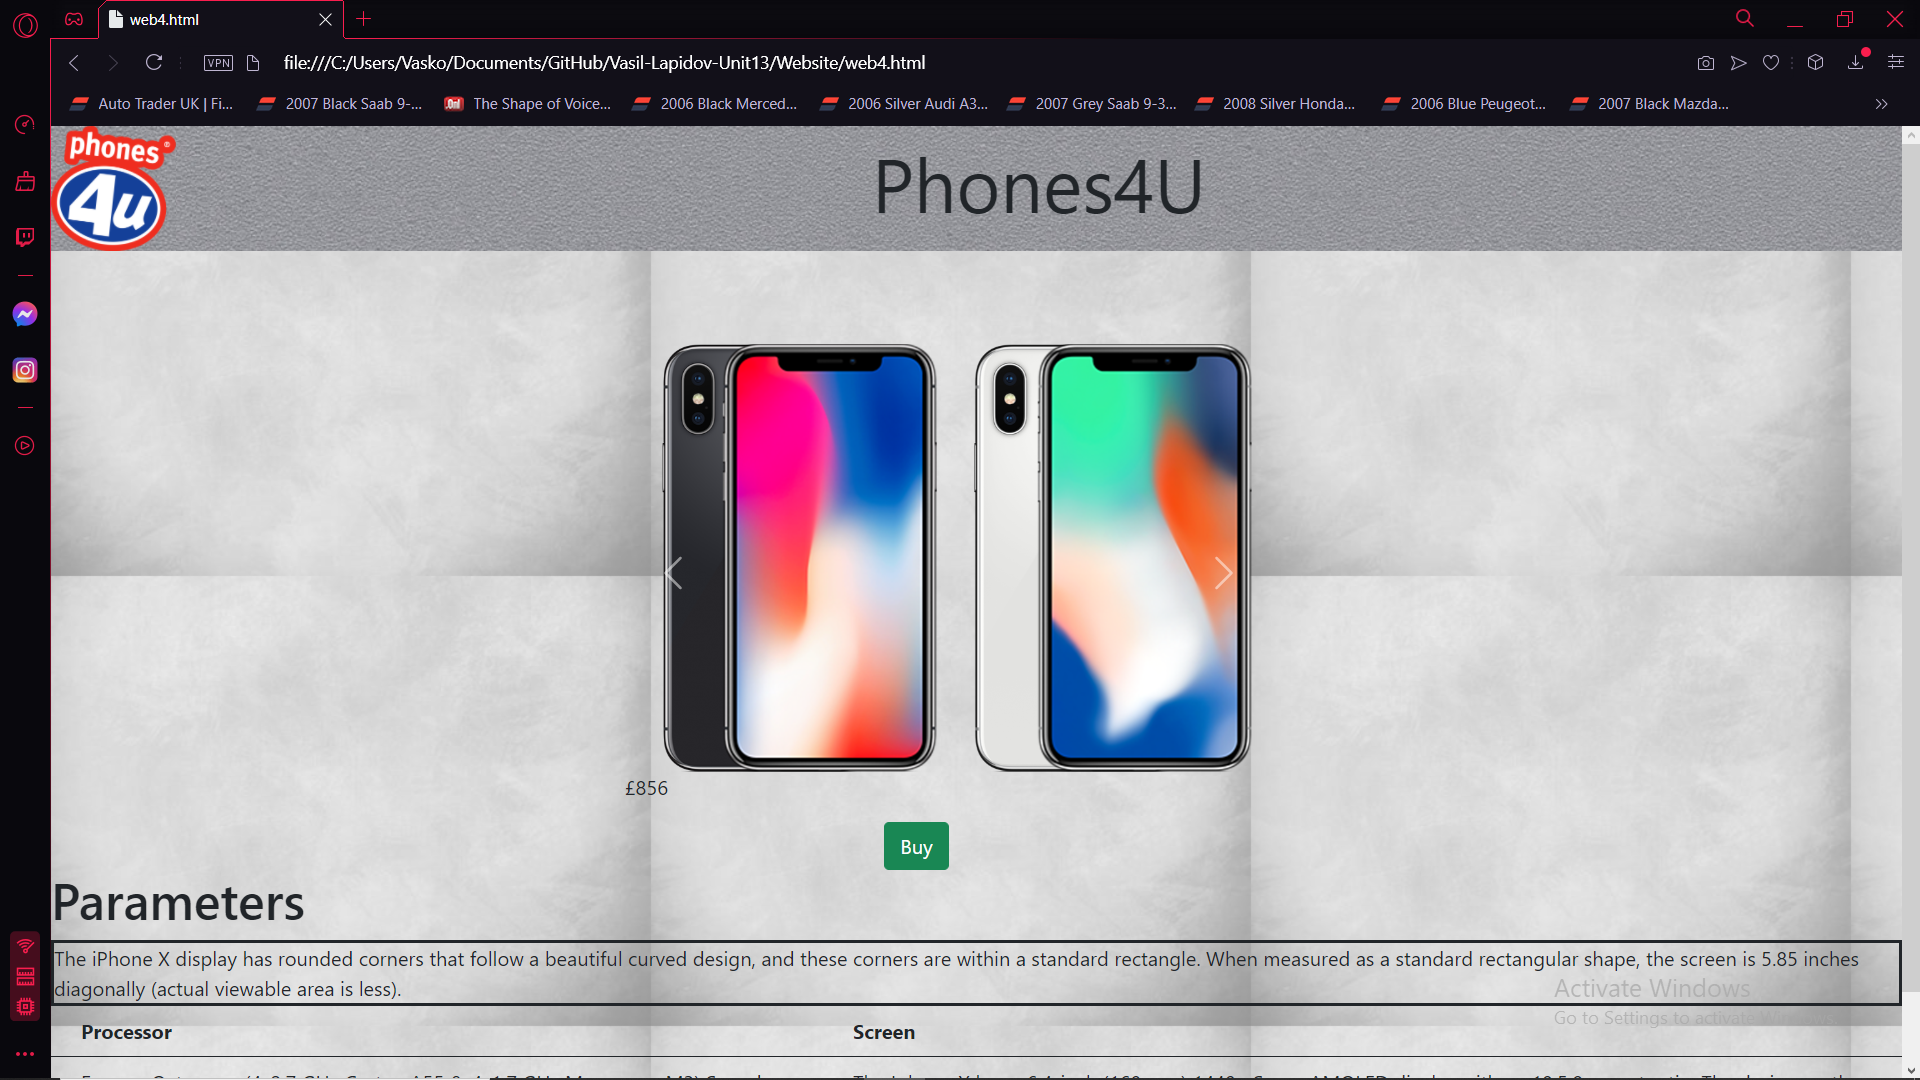 web4.html
VPN
file:///C:/Users/Vasko/Documents/GitHub/Vasil-Lapidov-Unit13/Website/web4.html
Auto Trader UK | Fi...
2007 Black Saab 9-...
The Shape of Voice...
2006 Black Merced...
2006 Silver Audi A3...
2007 Grey Saab 9-3...
2008 Silver Honda...
2006 Blue Peugeot...
2007 Black Mazda...
phones
4u
Phones4U
£856
Buy
Parameters
The iPhone X display has rounded corners that follow a beautiful curved design, and these corners are within a standard rectangle. When measured as a standard rectangular shape, the screen is 5.85 inches
diagonally (actual viewable area is less).
Activate Windows
Go to Settings to activate Windows.
Processor
Screen